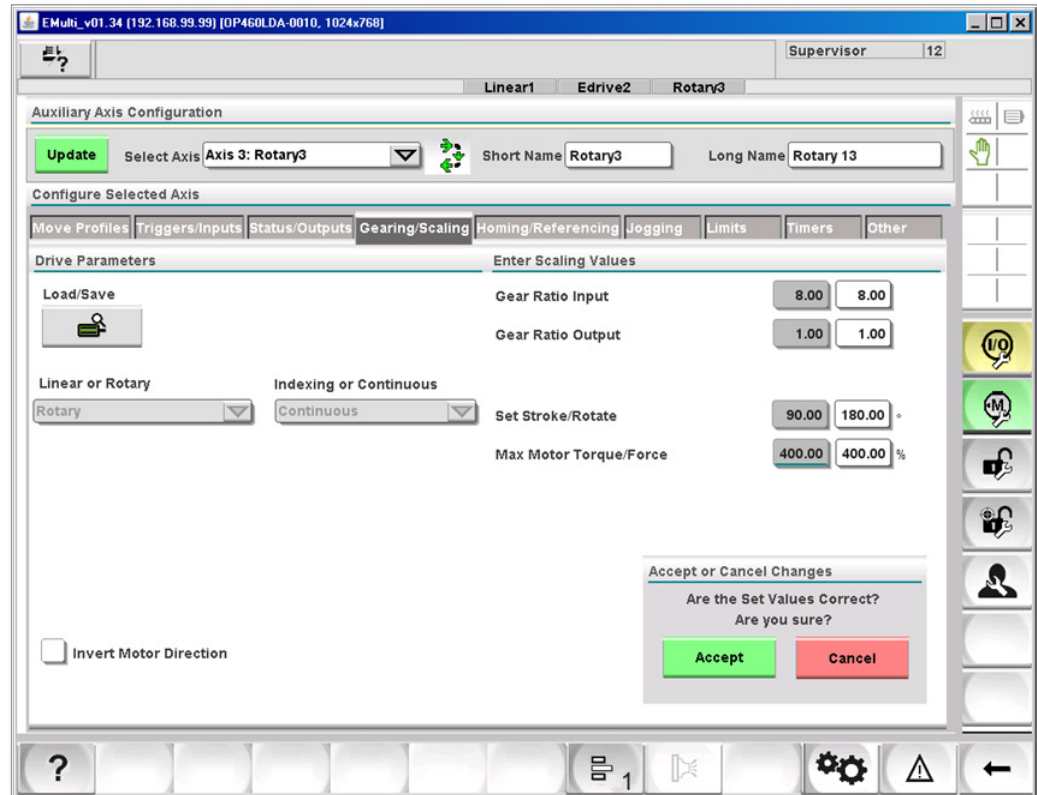 EMulti_v01.34 (192.168.99.99) [OP460LDA-0010, 1024x768]
?
Supervisor 12
Linear1 Edrive2 Rotary3
Auxiliary Axis Configuration
Update Select Axis Axis 3: Rotary3 Short Name Rotary3 Long Name Rotary 13
Configure Selected Axis
Move Profiles Triggers/Inputs Status/Outputs Gearing/Scaling Homing/Referencing Jogging Limits Timers Other
Drive Parameters Enter Scaling Values
Load/Save
Gear Ratio Input 8.00 8.00
Gear Ratio Output 1.00 1.00
I/O
Linear or Rotary Indexing or Continuous
Rotary Continuous
Set Stroke/Rotate 90.00 180.00 °
M
Max Motor Torque/Force 400.00 400.00 %
Accept or Cancel Changes
Are the Set Values Correct?
Are you sure?
Accept Cancel
Invert Motor Direction
? 1